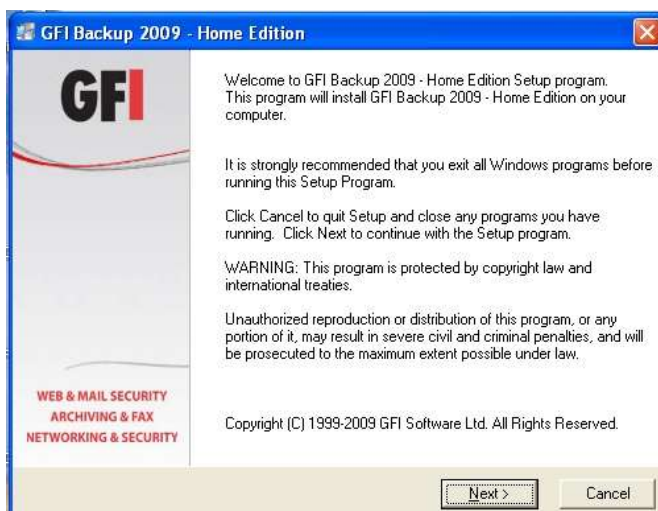 GFI Backup 2009 - Home Edition
GFI
Welcome to GFI Backup 2009 - Home Edition Setup program.
This program will install GFI Backup 2009 - Home Edition on your
computer.
It is strongly recommended that you exit all Windows programs before
running this Setup Program.
Click Cancel to quit Setup and close any programs you have
running. Click Next to continue with the Setup program.
WARNING: This program is protected by copyright law and
international treaties.
Unauthorized reproduction or distribution of this program, or any
portion of it, may result in severe civil and criminal penalties, and will
be prosecuted to the maximum extent possible under law.
WEB & MAIL SECURITY
ARCHIVING & FAX
NETWORKING & SECURITY
Copyright (C) 1999-2009 GFI Software Ltd. All Rights Reserved.
Next >
Cancel